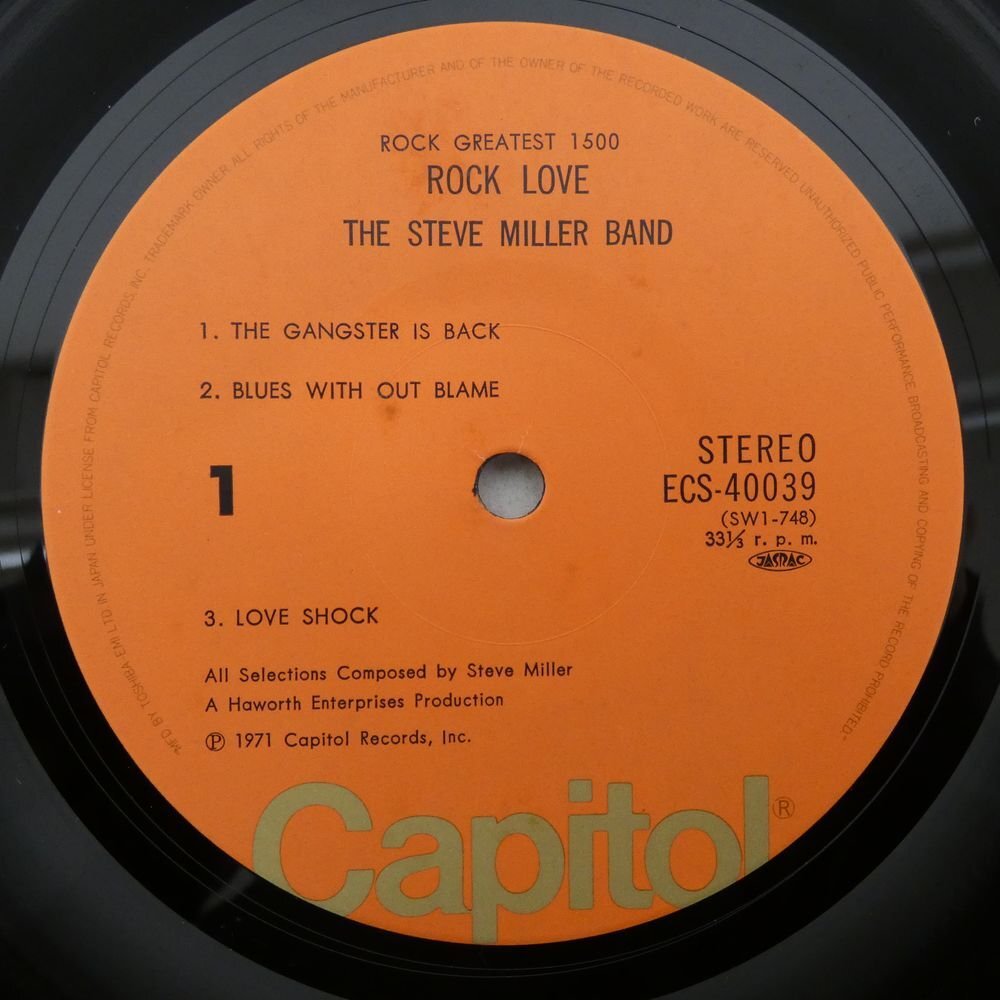 MF'D BY TOSHIBA EMI LTD IN JAPAN UNDER LICENSE FROM CAPITOL RECORDS, INC. TRADEMARK OWNER ALL RIGHTS OF THE MANUFACTURER AND OF THE OWNER OF THE RECORDED WORK ARE RESERVED UNAUTHORIZED PUBLIC PERFORMANCE, BROADCASTING AND COPYING OF THE RECORD PROHIBITED.
ROCK GREATEST 1500
ROCK LOVE
THE STEVE MILLER BAND
1. THE GANGSTER IS BACK
2. BLUES WITH OUT BLAME
1
STEREO
ECS-40039
(SW1-748)
33⅓ r. p. m.
JASRAC
3. LOVE SHOCK
All Selections Composed by Steve Miller
A Haworth Enterprises Production
℗ 1971 Capitol Records, Inc.
Capitol®